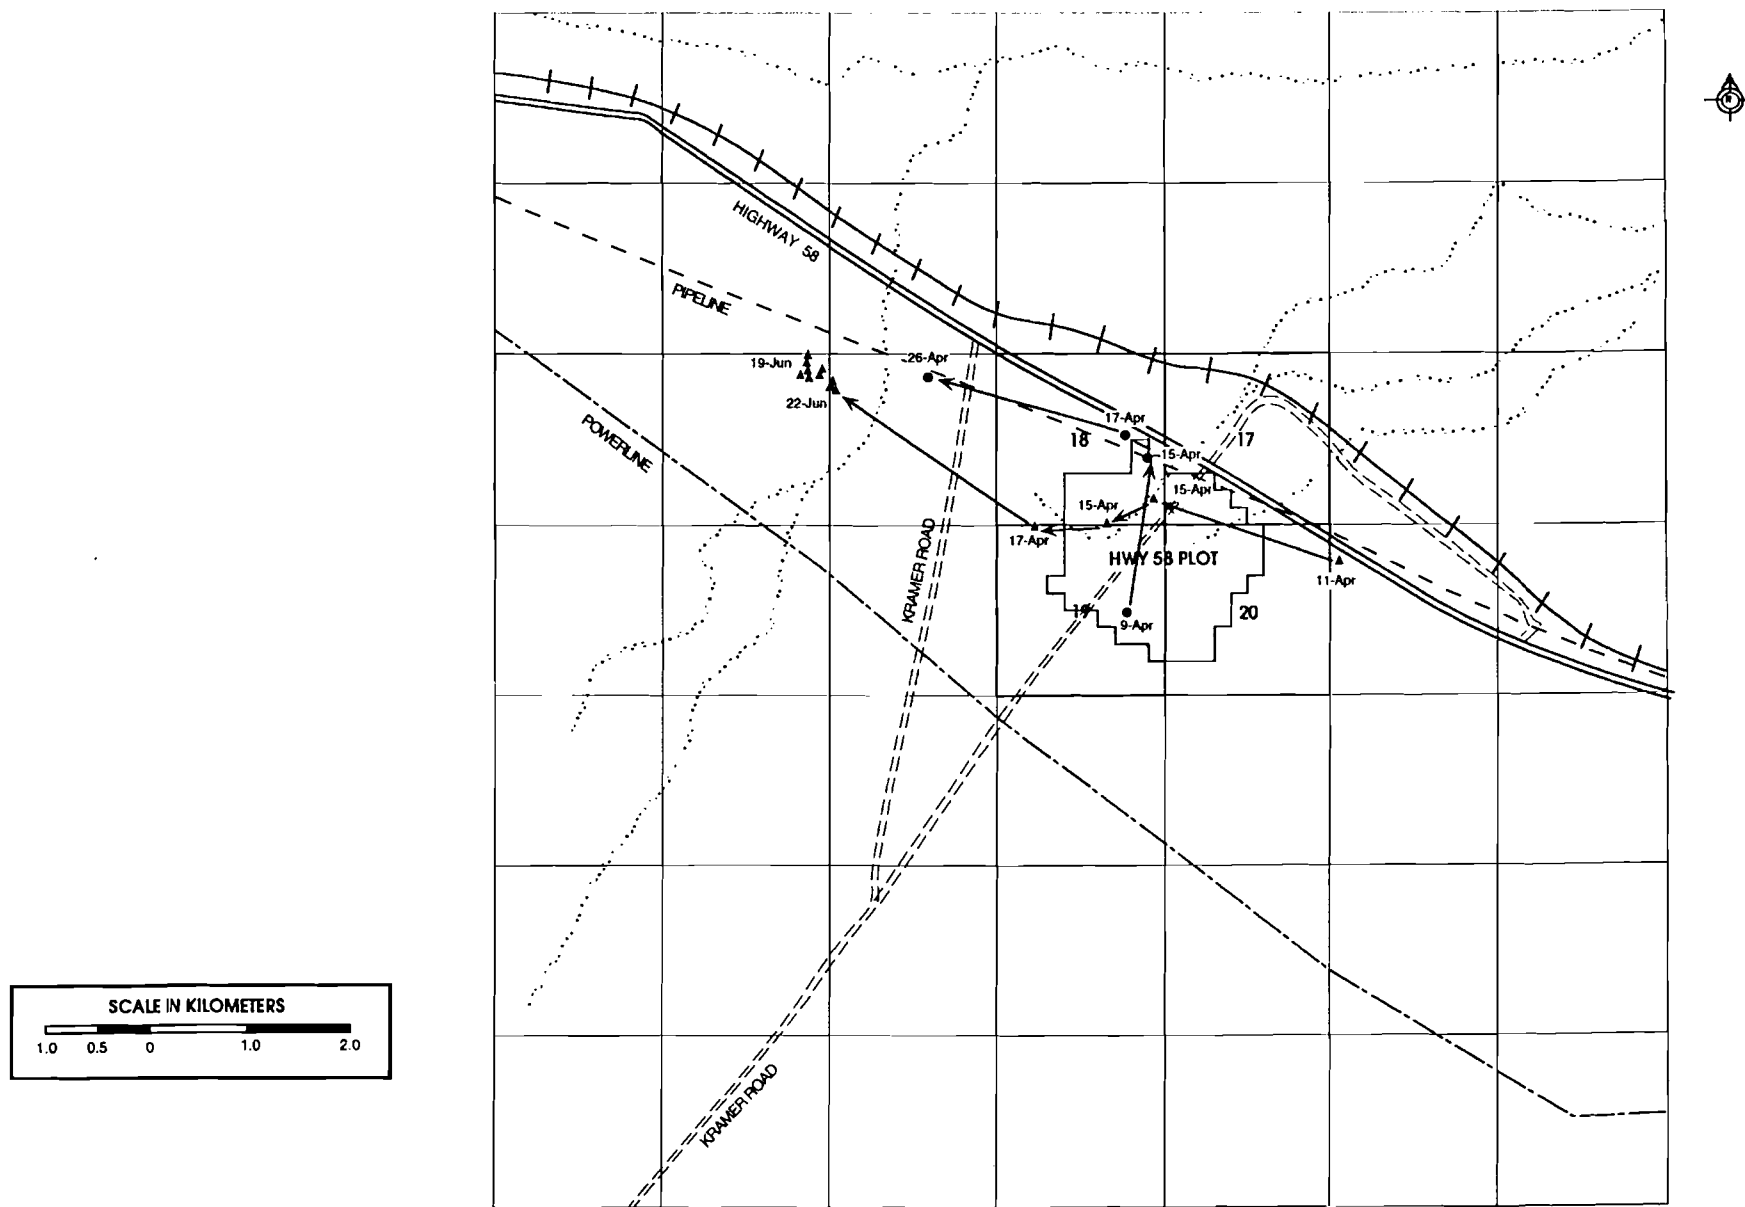 N
HIGHWAY 58
PIPELINE
19-Jun
26-Apr
22-Jun
POWERLINE
17-Apr
18
17
15-Apr
15-Apr
15-Apr
17-Apr
KRAMER ROAD
HWY 58 PLOT
11-Apr
19
9-Apr
20
SCALE IN KILOMETERS
1.0 0.5 0 1.0 2.0
KRAMER ROAD